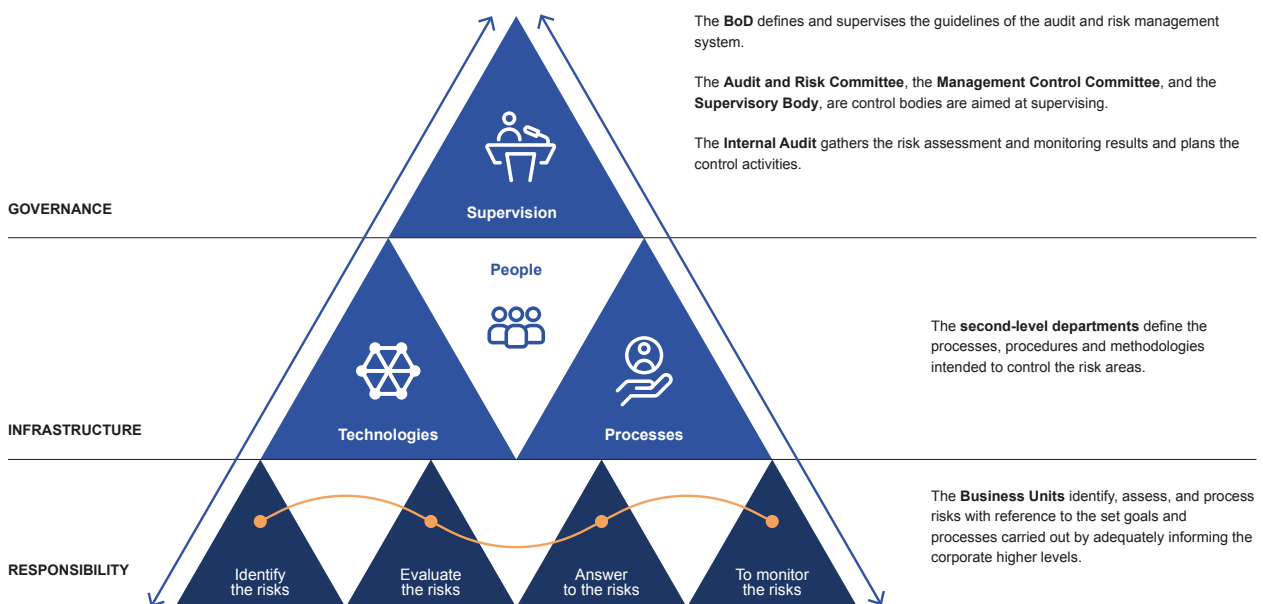 The BoD defines and supervises the guidelines of the audit and risk management
system.
The Audit and Risk Committee, the Management Control Committee, and the
Supervisory Body, are control bodies are aimed at supervising.
The Internal Audit gathers the risk assessment and monitoring results and plans the
control activities.
GOVERNANCE
Supervision
People
The second-level departments define the
processes, procedures and methodologies
intended to control the risk areas.
INFRASTRUCTURE
Technologies
Processes
The Business Units identify, assess, and process
risks with reference to the set goals and
processes carried out by adequately informing the
corporate higher levels.
RESPONSIBILITY
Identify
the risks
Evaluate
the risks
Answer
to the risks
To monitor
the risks